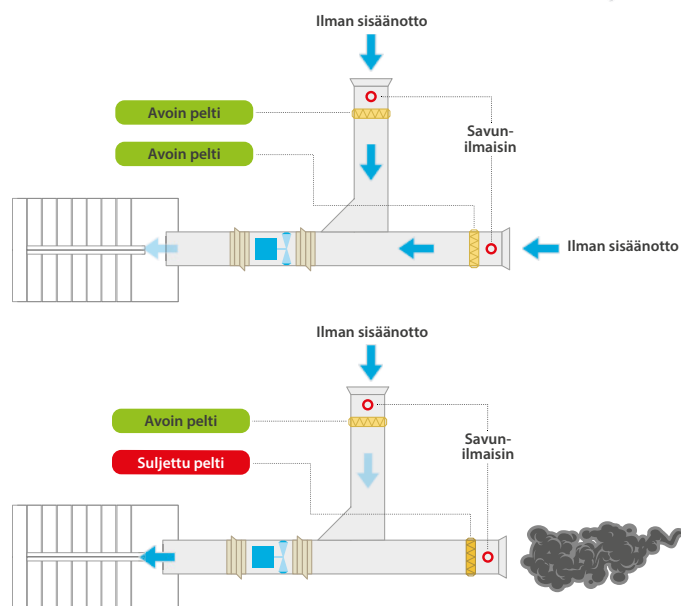 Ilman sisäänotto
Avoin pelti
Savun-
ilmaisin
Avoin pelti
Ilman sisäänotto
Ilman sisäänotto
Avoin pelti
Savun-
ilmaisin
Suljettu pelti